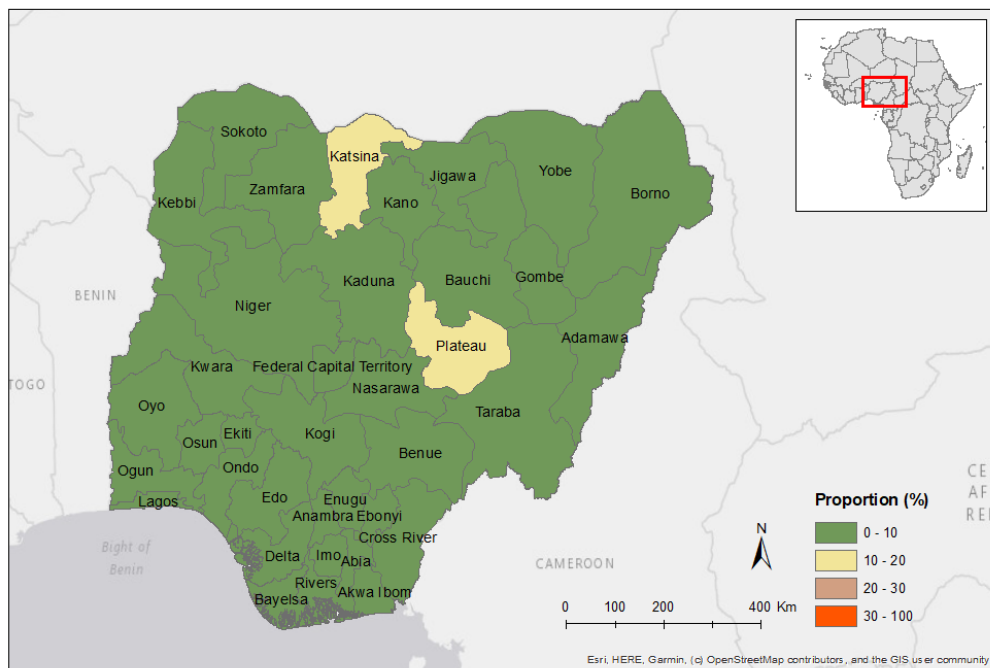 Sokoto
Katsina
Jigawa
Yobe
Borno
Zamfara
Kebbi
Kano
Kaduna
Bauchi
Gombe
BENIN
Niger
Adamawa
Plateau
Kwara
Federal Capital Territory
Nasarawa
TOGO
Oyo
Taraba
Osun
Ekiti
Kogi
Benue
Ogun
Ondo
Lagos
Edo
Enugu
Anambra
Ebonyi
Cross River
Bight of
Benin
Delta
Imo
Abia
Rivers
Bayelsa
Akwa Ibom
CAMEROON
CE
AF
REP
Proportion (%)
0 - 10
10 - 20
20 - 30
30 - 100
N
0 100 200 400 Km
Esri, HERE, Garmin, (c) OpenStreetMap contributors, and the GIS user community